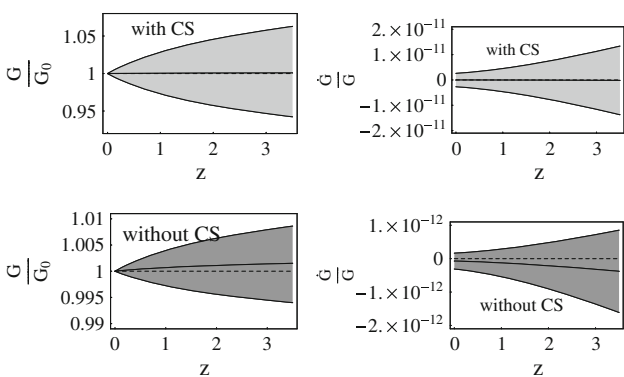 with CS
G
G₀
1.05
1
0.95
0 1 2 3
z
with CS
Ġ
G
2. × 10⁻¹¹
1. × 10⁻¹¹
0
−1. × 10⁻¹¹
−2. × 10⁻¹¹
0 1 2 3
z
without CS
G
G₀
1.01
1.005
1
0.995
0.99
0 1 2 3
z
without CS
Ġ
G
1. × 10⁻¹²
0
−1. × 10⁻¹²
−2. × 10⁻¹²
0 1 2 3
z